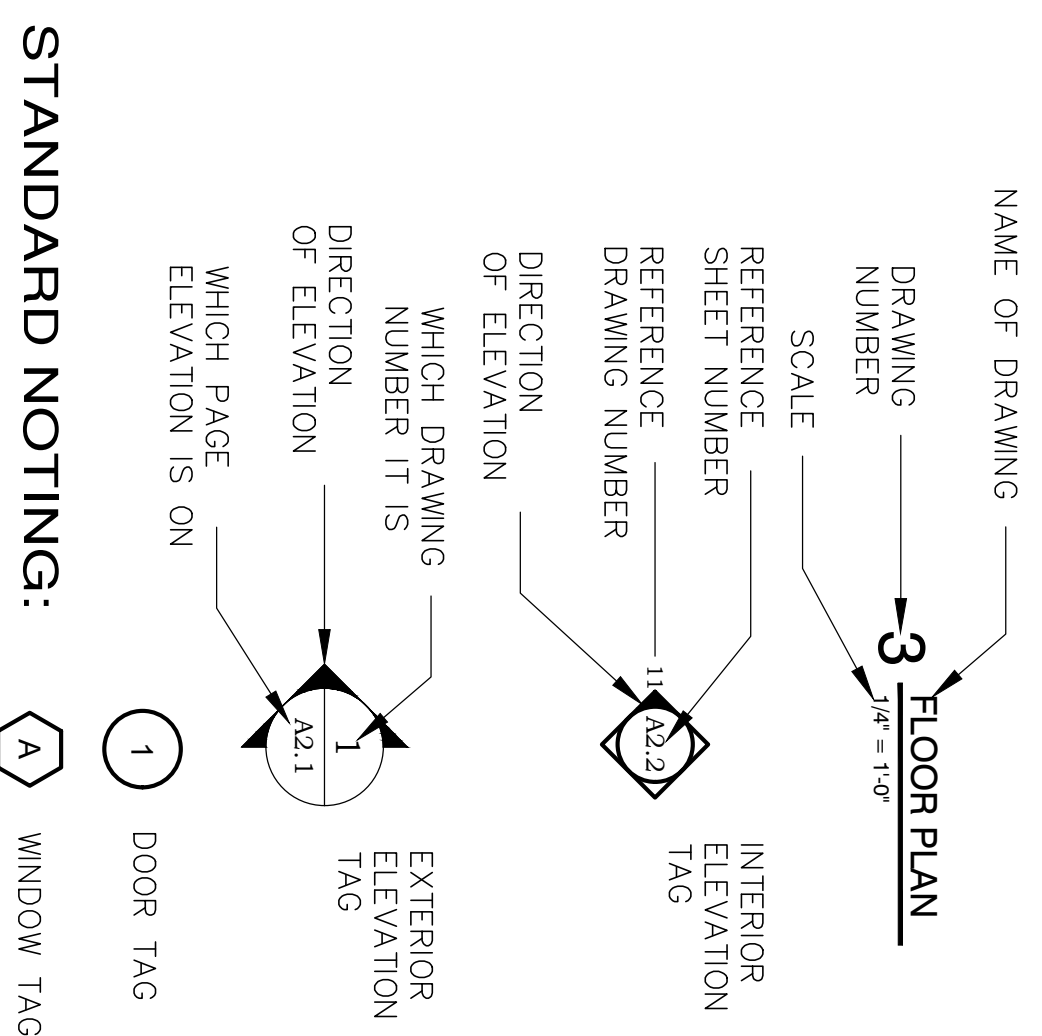 NAME OF DRAWING
DRAWING
NUMBER
SCALE
3
FLOOR PLAN
1/4" = 1'-0"
REFERENCE
SHEET NUMBER
REFERENCE
DRAWING NUMBER
DIRECTION
OF ELEVATION
11
A2.2
INTERIOR
ELEVATION
TAG
WHICH DRAWING
NUMBER IT IS
DIRECTION
OF ELEVATION
WHICH PAGE
ELEVATION IS ON
1
A2.1
EXTERIOR
ELEVATION
TAG
1
DOOR TAG
STANDARD NOTING:
A
WINDOW TAG